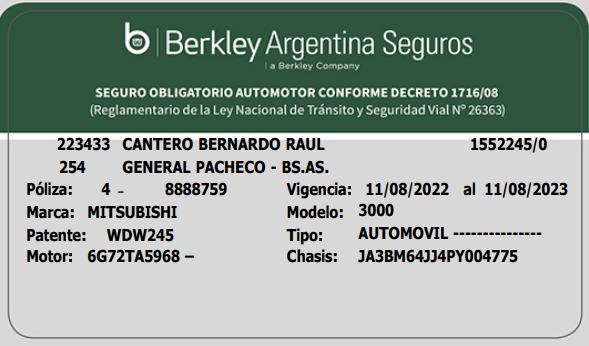 b | Berkley Argentina Seguros
| a Berkley Company
SEGURO OBLIGATORIO AUTOMOTOR CONFORME DECRETO 1716/08
(Reglamentario de la Ley Nacional de Tránsito y Seguridad Vial N° 26363)
223433 CANTERO BERNARDO RAUL 1552245/0
254 GENERAL PACHECO - BS.AS.
Póliza: 4 - 8888759 Vigencia: 11/08/2022 al 11/08/2023
Marca: MITSUBISHI Modelo: 3000
Patente: WDW245 Tipo: AUTOMOVIL ---------------
Motor: 6G72TA5968 – Chasis: JA3BM64JJ4PY004775